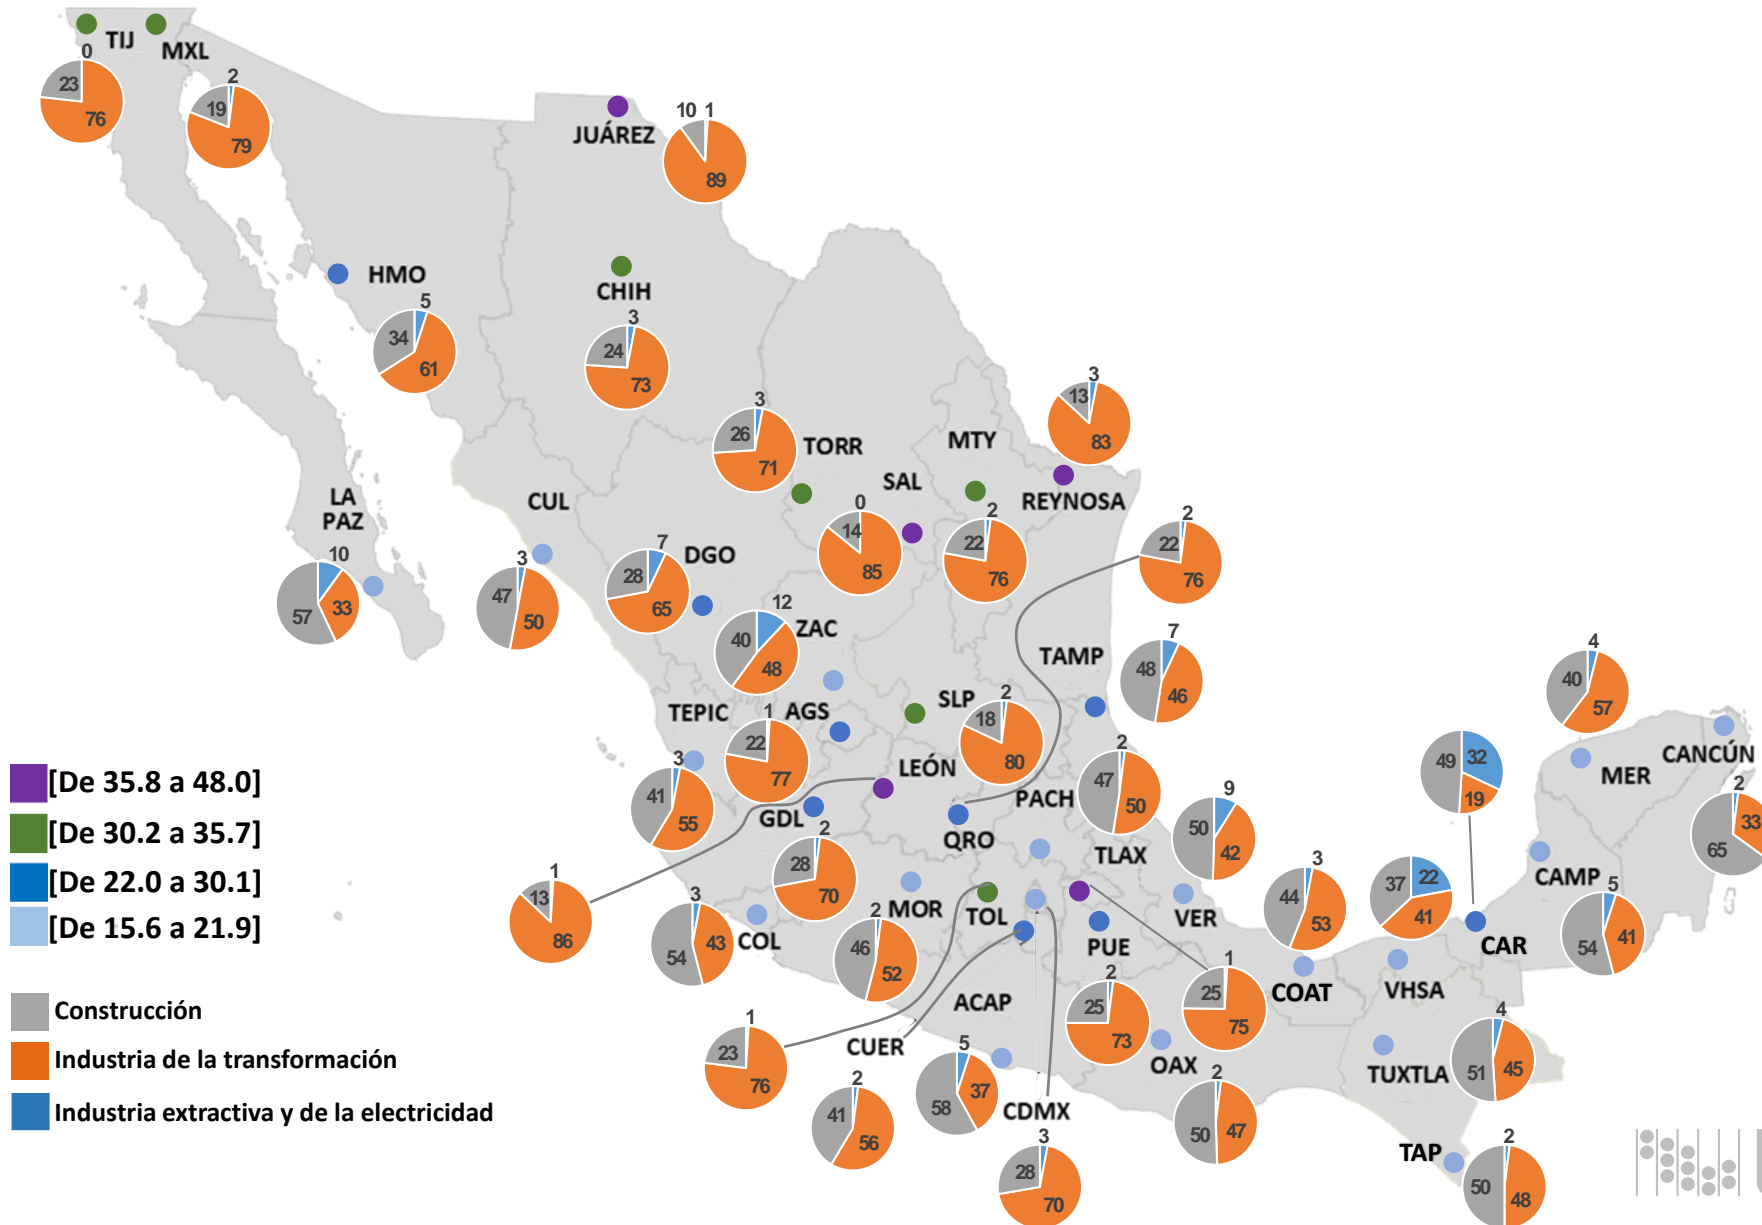 TIJ
MXL
0
23
76
2
19
79
JUÁREZ
10
1
89
HMO
5
34
61
CHIH
3
24
73
3
26
71
TORR
SAL
MTY
3
13
83
REYNOSA
LA
PAZ
10
57
33
CUL
3
47
50
DGO
7
28
65
0
14
85
2
22
76
2
22
76
ZAC
12
40
48
TAMP
7
48
46
TEPIC
3
41
55
AGS
1
22
77
SLP
2
18
80
4
40
57
MER
CANCÚN
2
33
65
LEÓN
1
13
86
GDL
2
28
70
QRO
PACH
2
47
50
TLAX
9
50
42
VER
49
32
19
CAR
CAMP
5
54
41
COL
3
54
43
MOR
2
46
52
TOL
1
23
76
PUE
2
25
73
1
25
75
3
44
53
COAT
37
22
41
VHSA
ACAP
5
58
37
CUER
2
41
56
CDMX
3
28
70
OAX
2
50
47
TUXTLA
4
51
45
TAP
2
50
48
[De 35.8 a 48.0]
[De 30.2 a 35.7]
[De 22.0 a 30.1]
[De 15.6 a 21.9]
Construcción
Industria de la transformación
Industria extractiva y de la electricidad